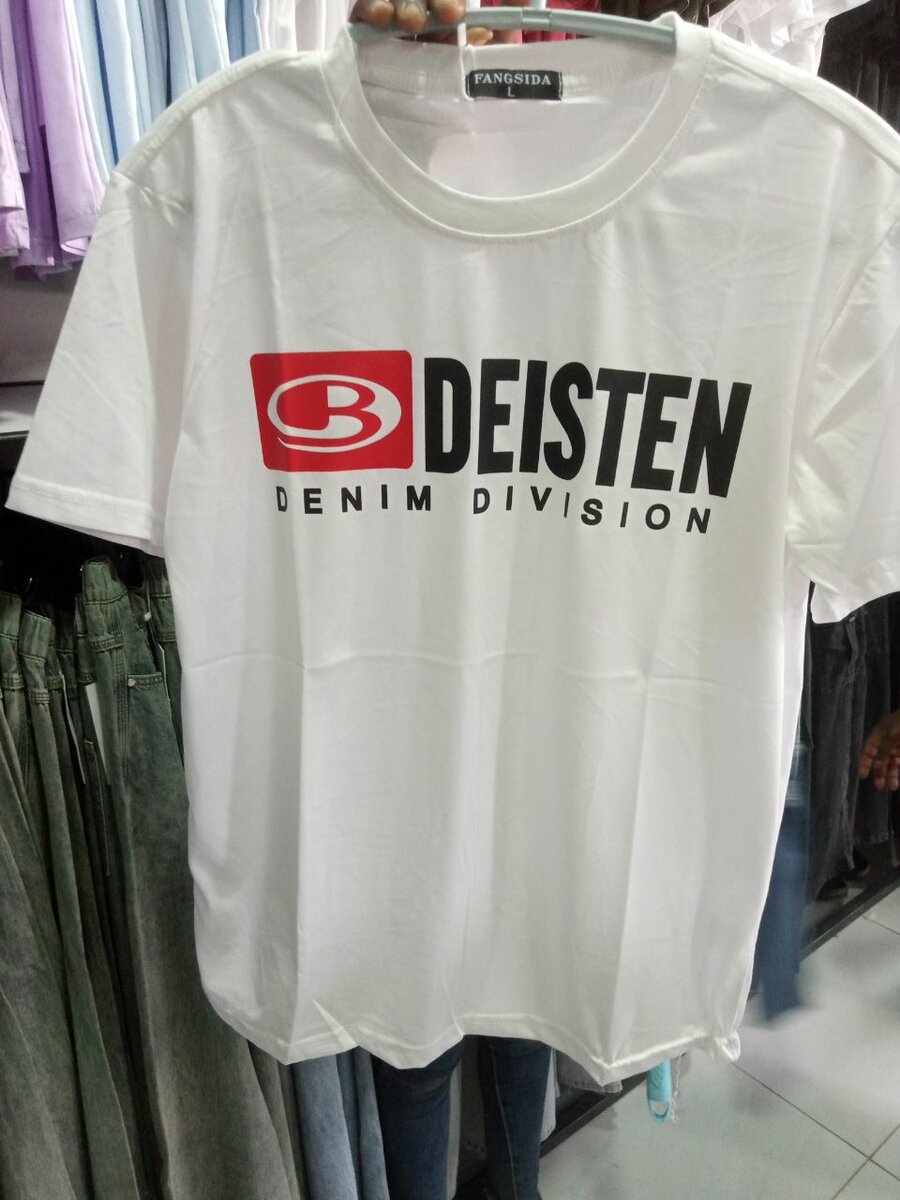 FANGSIDA
L
B DEISTEN
DENIM DIVISION